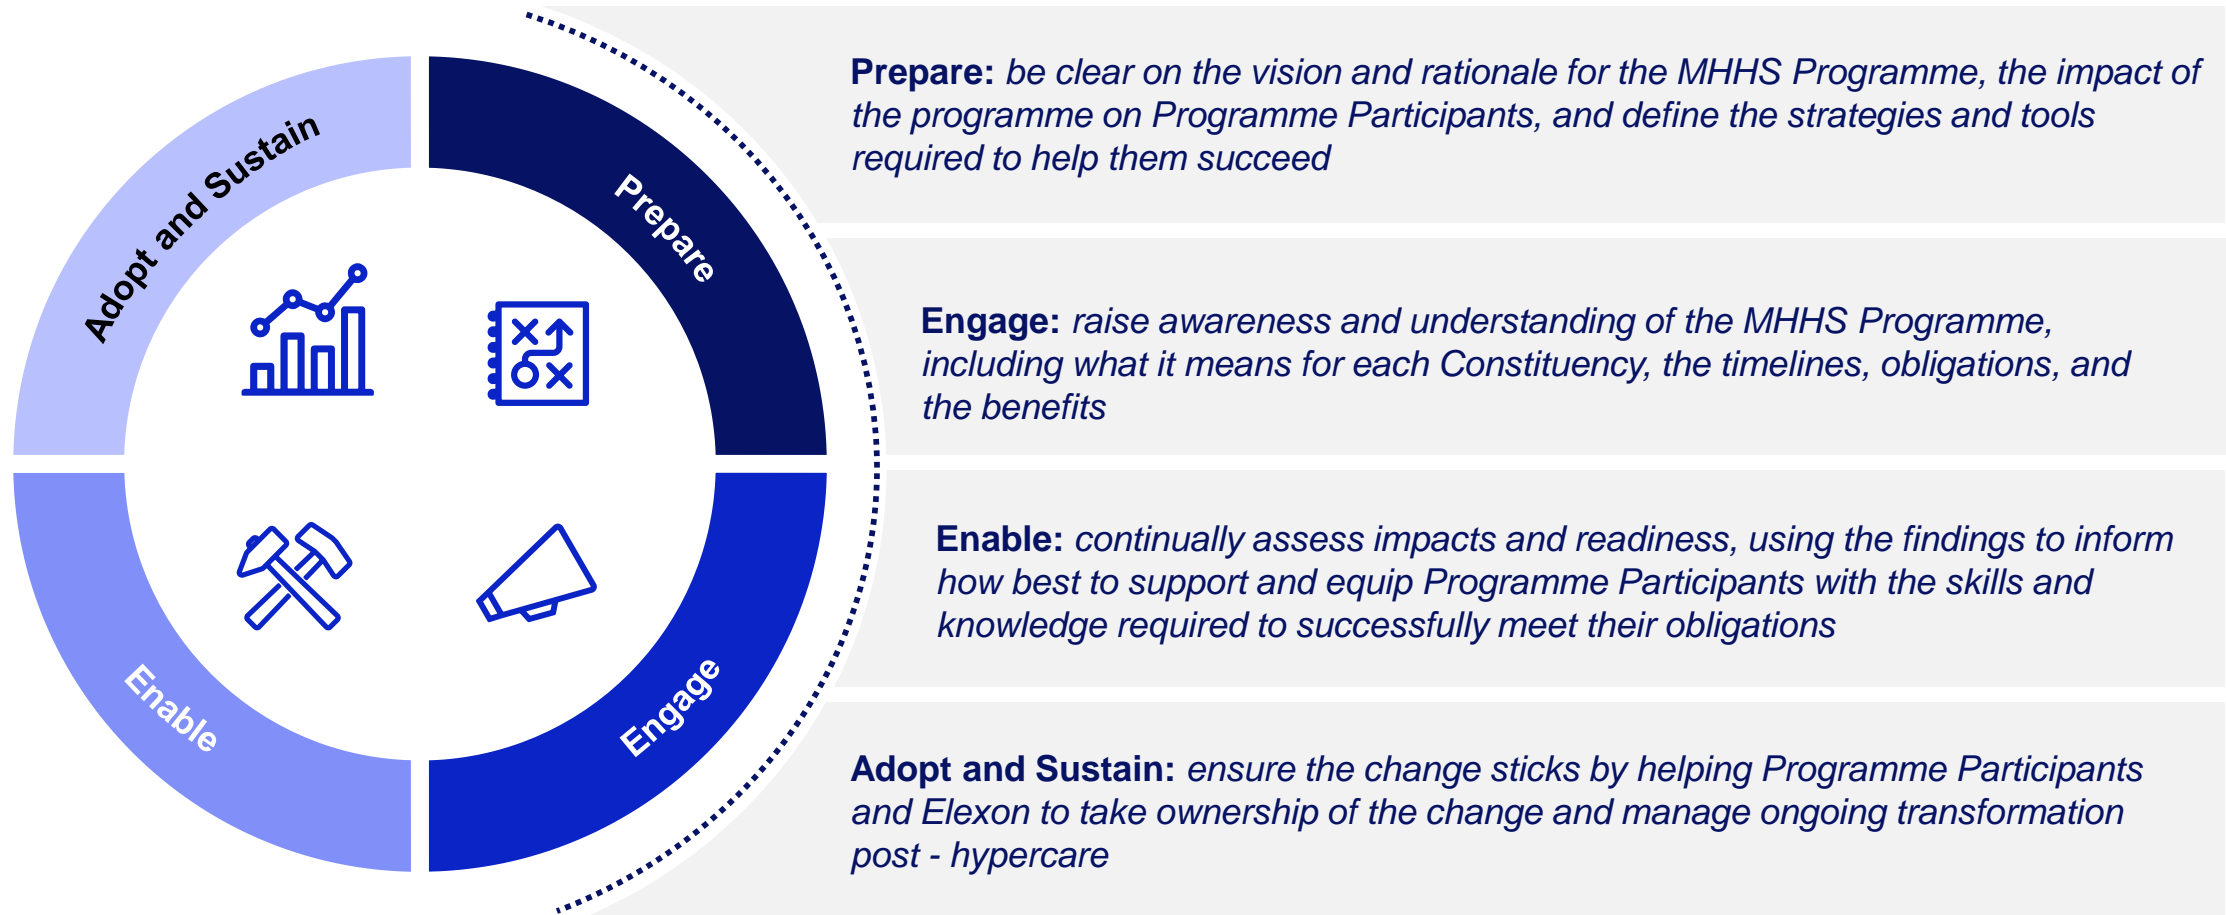 Adopt and Sustain
Prepare
Enable
Engage
Prepare: be clear on the vision and rationale for the MHHS Programme, the impact of
the programme on Programme Participants, and define the strategies and tools
required to help them succeed
Engage: raise awareness and understanding of the MHHS Programme,
including what it means for each Constituency, the timelines, obligations, and
the benefits
Enable: continually assess impacts and readiness, using the findings to inform
how best to support and equip Programme Participants with the skills and
knowledge required to successfully meet their obligations
Adopt and Sustain: ensure the change sticks by helping Programme Participants
and Elexon to take ownership of the change and manage ongoing transformation
post - hypercare